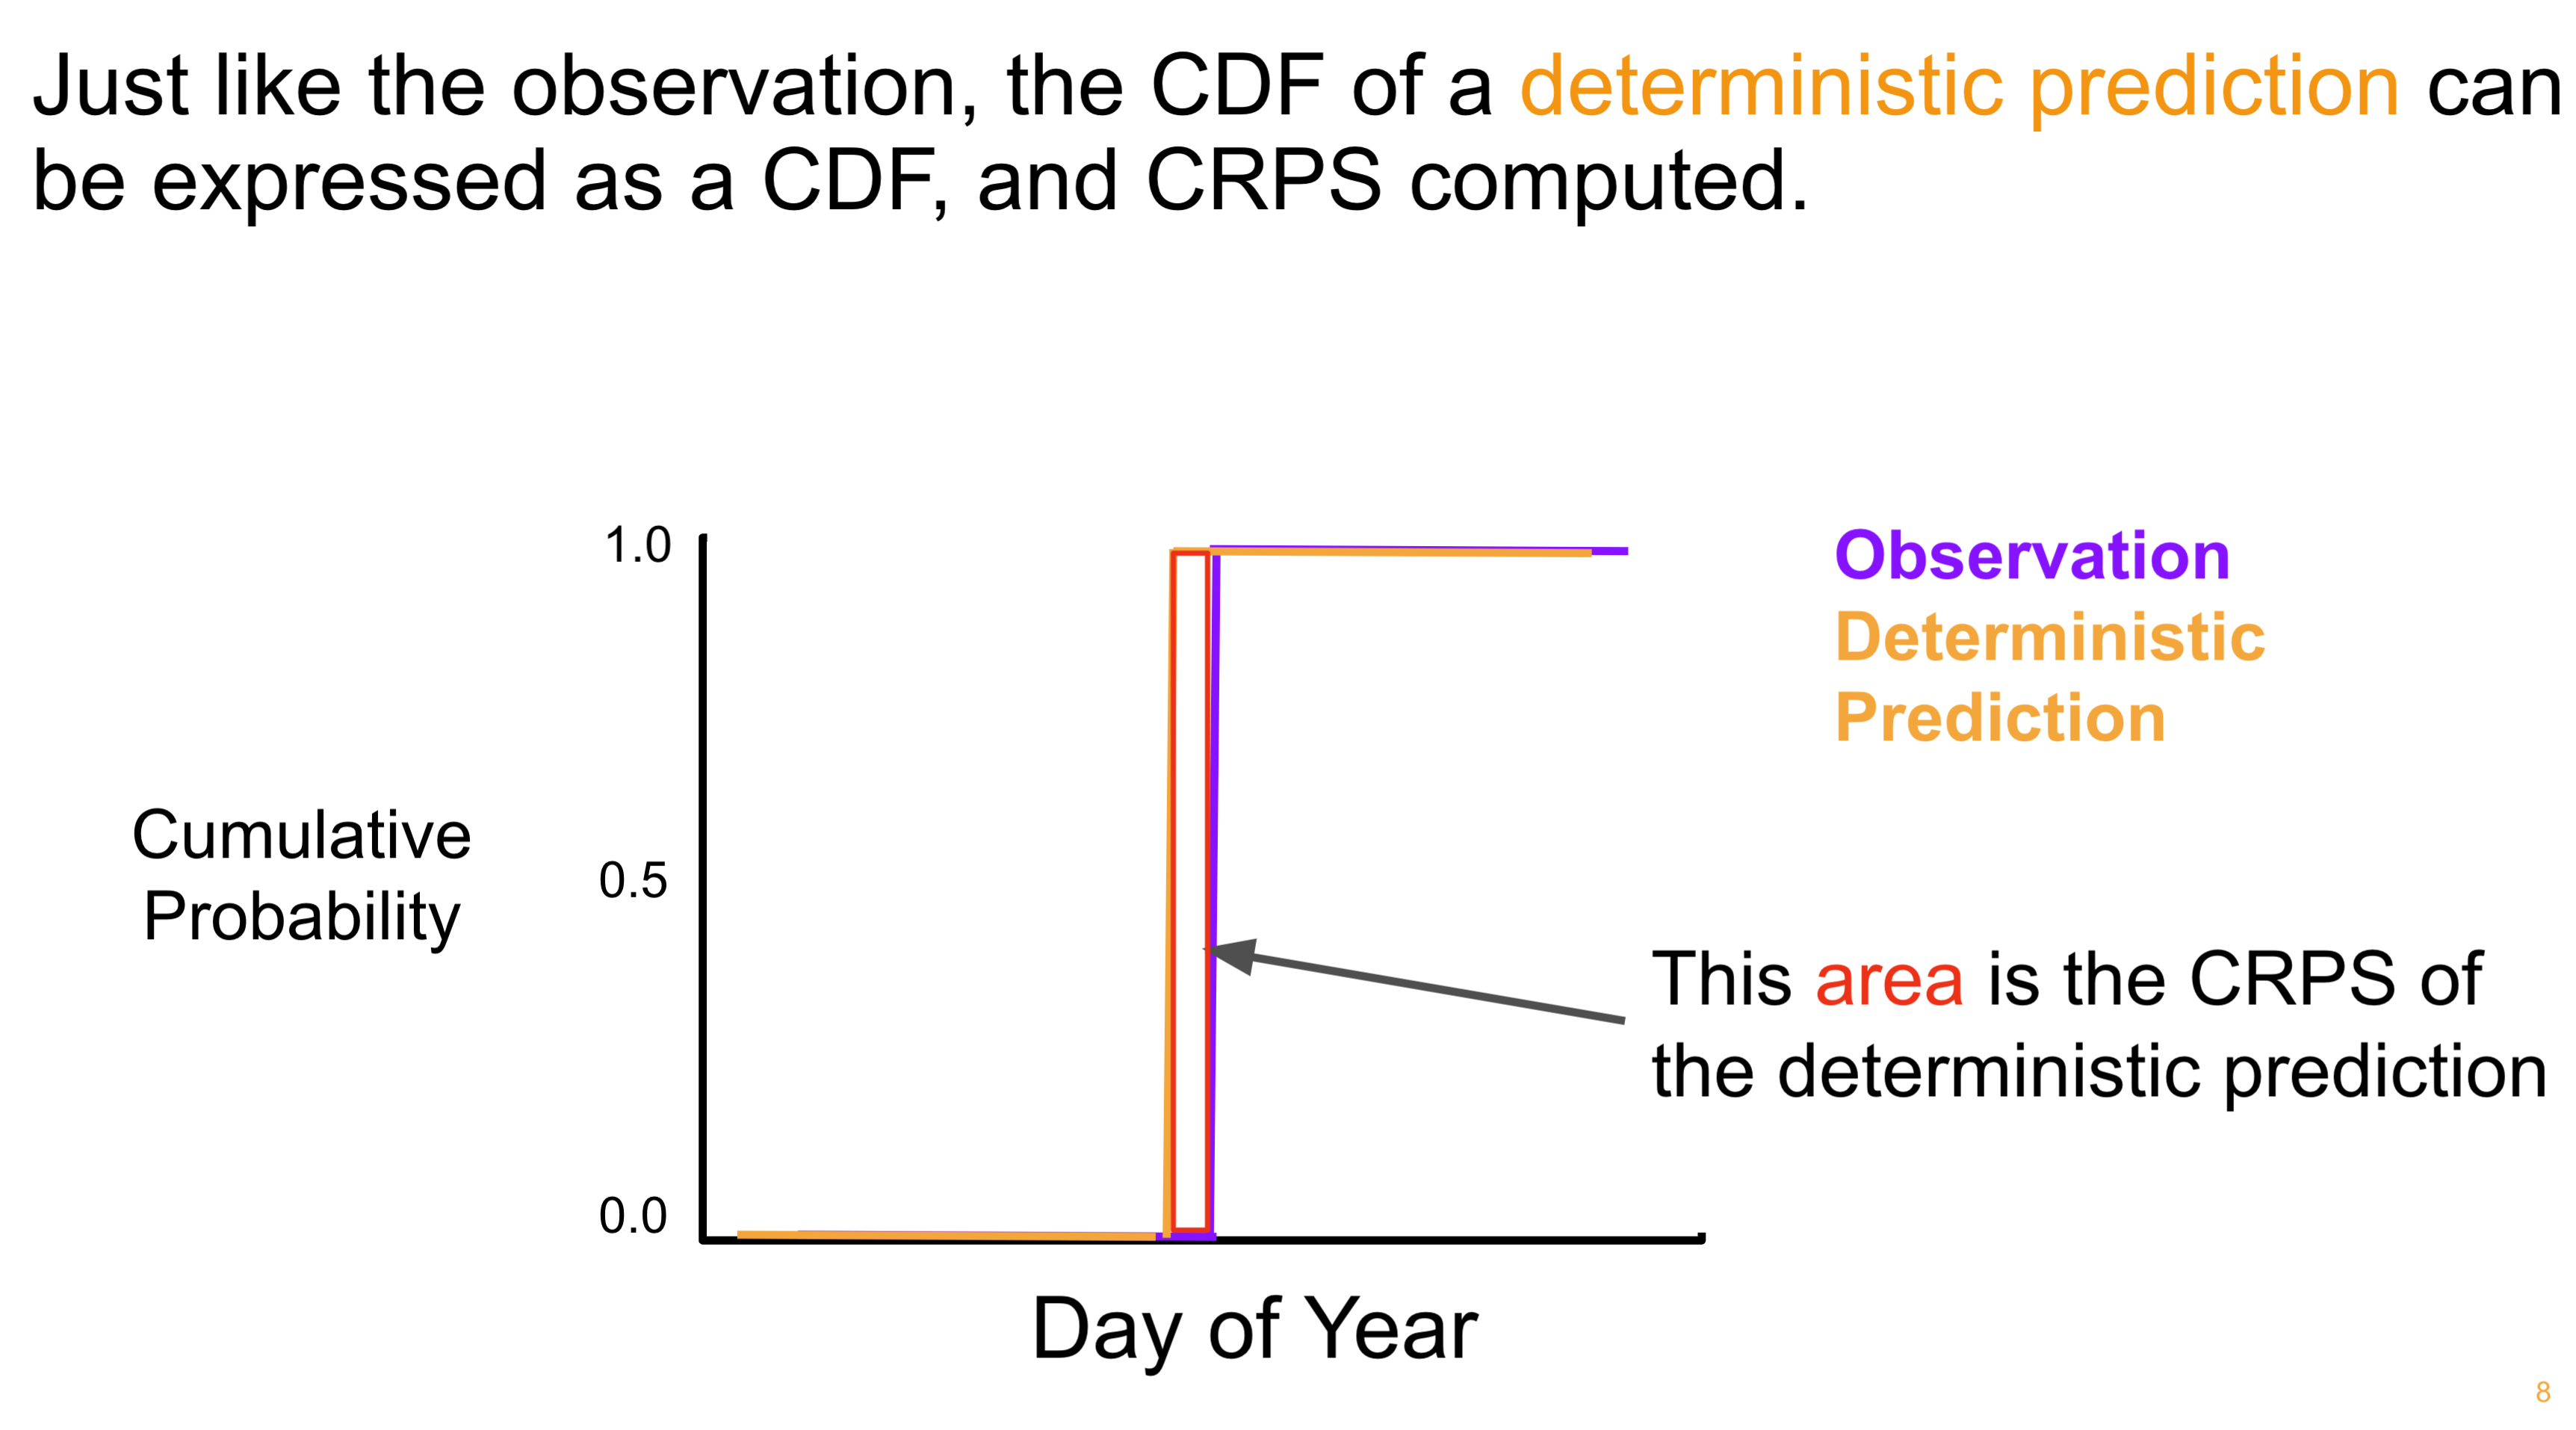 Just like the observation, the CDF of a deterministic prediction can
be expressed as a CDF, and CRPS computed.
1.0
0.5
0.0
Cumulative
Probability
Observation
Deterministic
Prediction
This area is the CRPS of
the deterministic prediction
Day of Year
8